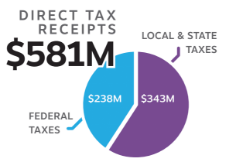 DIRECT TAX
RECEIPTS
$581M
LOCAL & STATE
TAXES
$238M
$343M
FEDERAL
TAXES